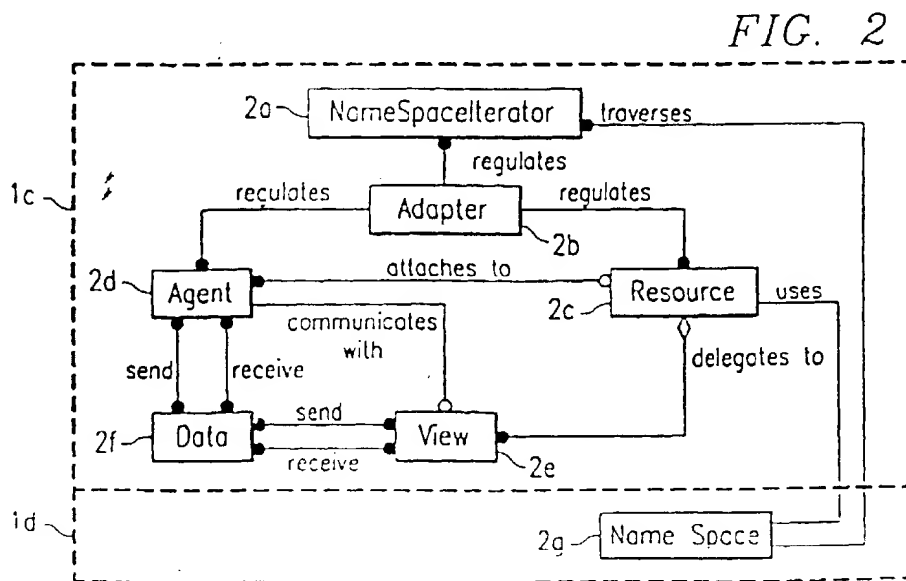 FIG. 2
2a
NameSpaceIterator
traverses
regulates
1c
regulates
Adapter
regulates
2b
attaches to
2d
Agent
2c
Resource
uses
communicates
with
delegates to
send
receive
2f
Data
send
receive
View
2e
1d
2g
Name Space